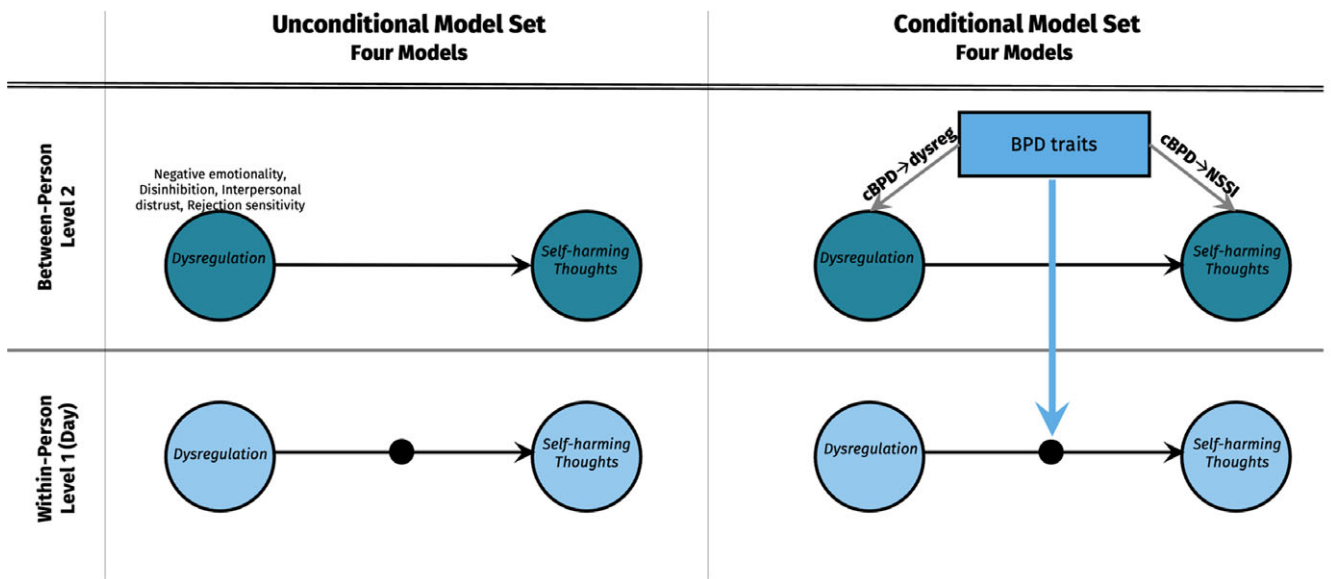 Unconditional Model Set
Four Models
Conditional Model Set
Four Models
Between-Person
Level 2
Negative emotionality,
Disinhibition, Interpersonal
distrust, Rejection sensitivity
Dysregulation
Self-harming
Thoughts
BPD traits
cBPD→dysreg
cBPD→NSSI
Dysregulation
Self-harming
Thoughts
Within-Person
Level 1 (Day)
Dysregulation
Self-harming
Thoughts
Dysregulation
Self-harming
Thoughts